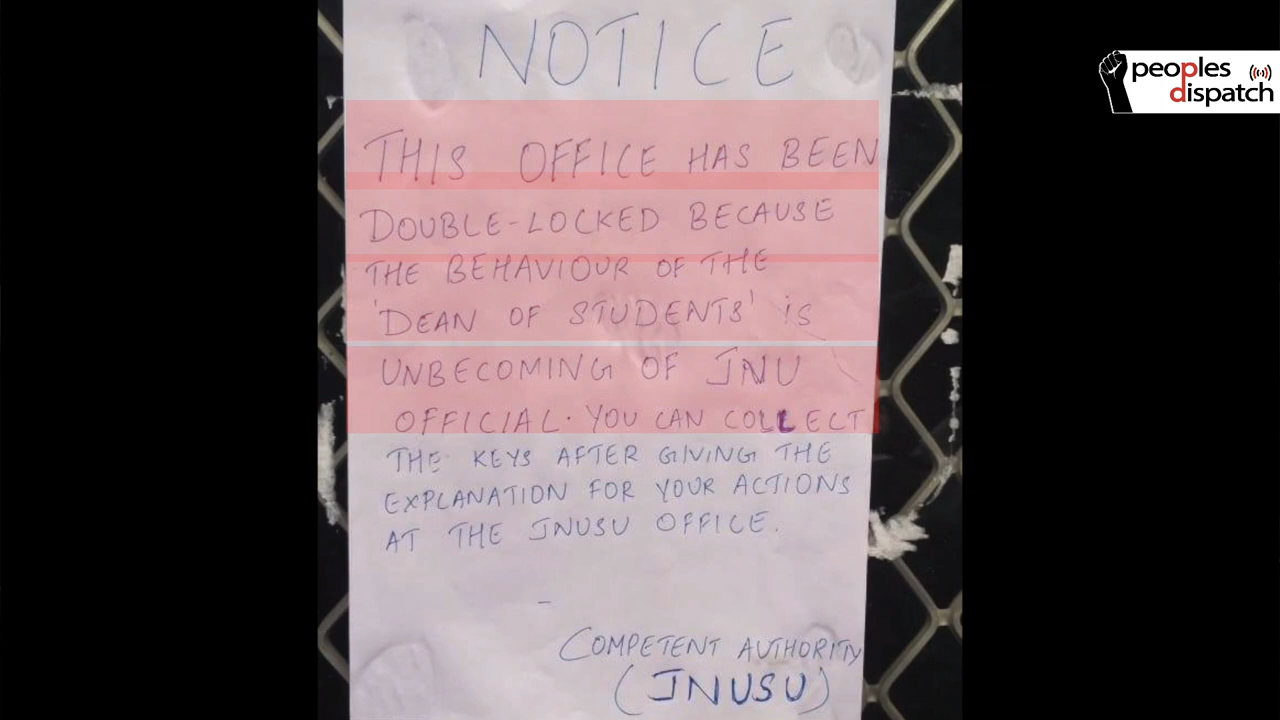 NOTICE
THIS OFFICE HAS BEEN
DOUBLE-LOCKED BECAUSE
THE BEHAVIOUR OF THE
'DEAN OF STUDENTS' IS
UNBECOMING OF JNU
OFFICIAL. YOU CAN COLLECT
THE KEYS AFTER GIVING THE
EXPLANATION FOR YOUR ACTIONS
AT THE JNUSU OFFICE.
-
COMPETENT AUTHORITY
(JNUSU)
peoples
dispatch